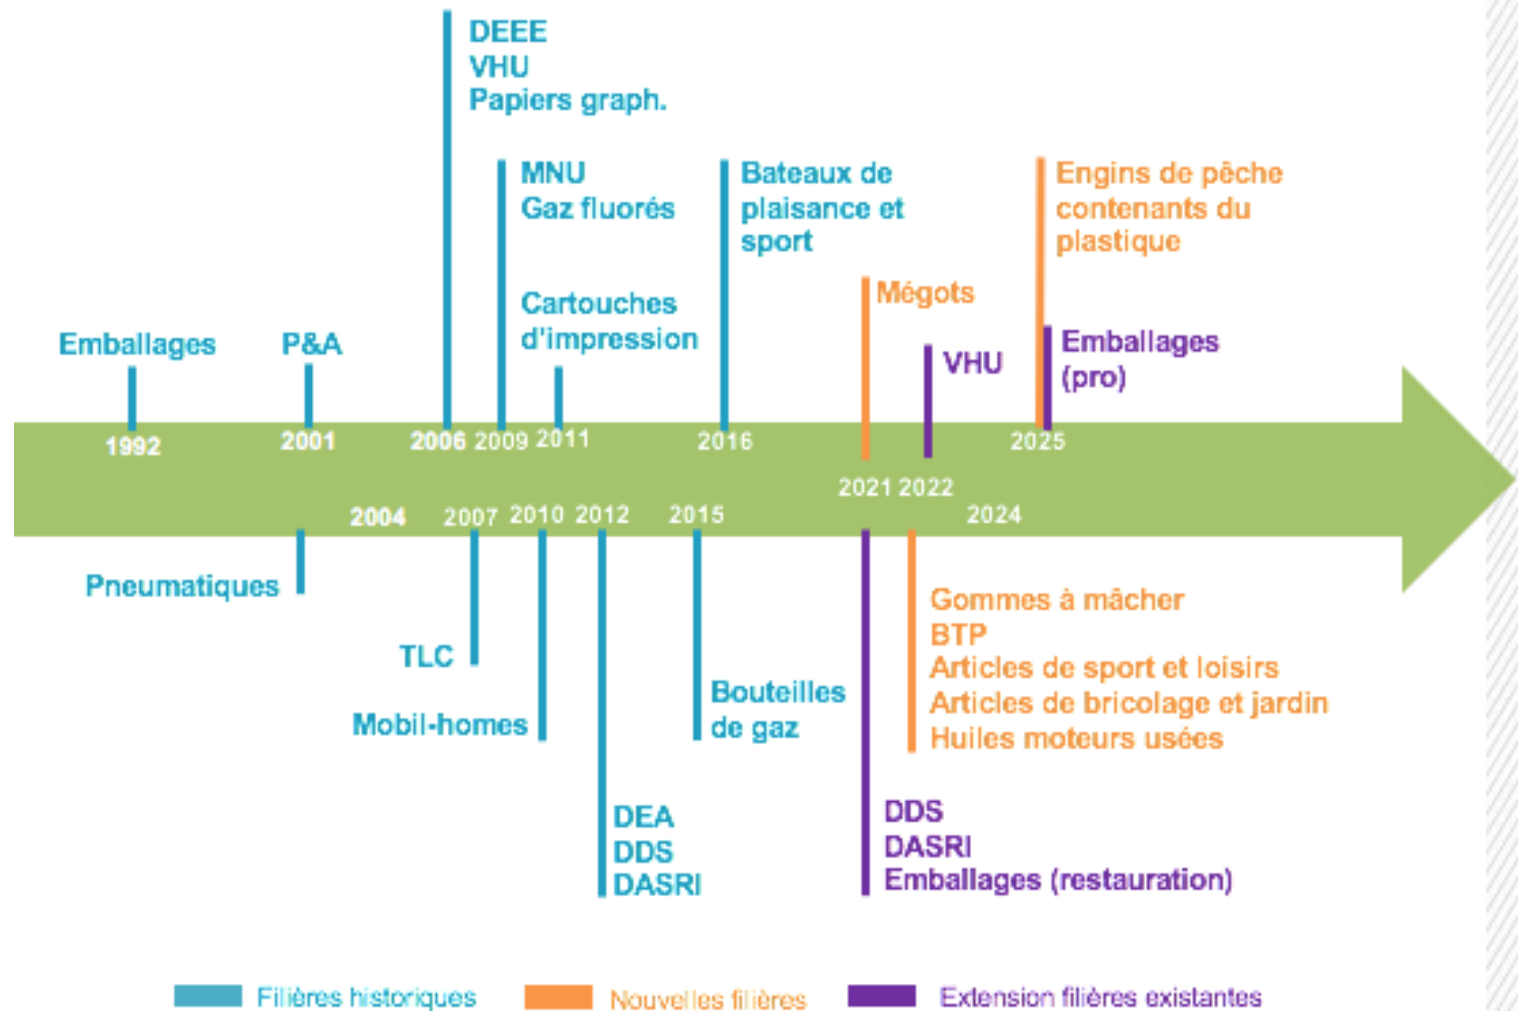 DEEE
VHU
Papiers graph.
MNU
Gaz fluorés
Bateaux de
plaisance et
sport
Engins de pêche
contenants du
plastique
Mégots
Cartouches
d'impression
Emballages
P&A
VHU
Emballages
(pro)
1992
2001
2006
2009
2011
2016
2025
2021
2022
2004
2007
2010
2012
2015
2024
Pneumatiques
TLC
Mobil-homes
Bouteilles
de gaz
Gommes à mâcher
BTP
Articles de sport et loisirs
Articles de bricolage et jardin
Huiles moteurs usées
DEA
DDS
DASRI
DDS
DASRI
Emballages (restauration)
Filières historiques
Nouvelles filières
Extension filières existantes